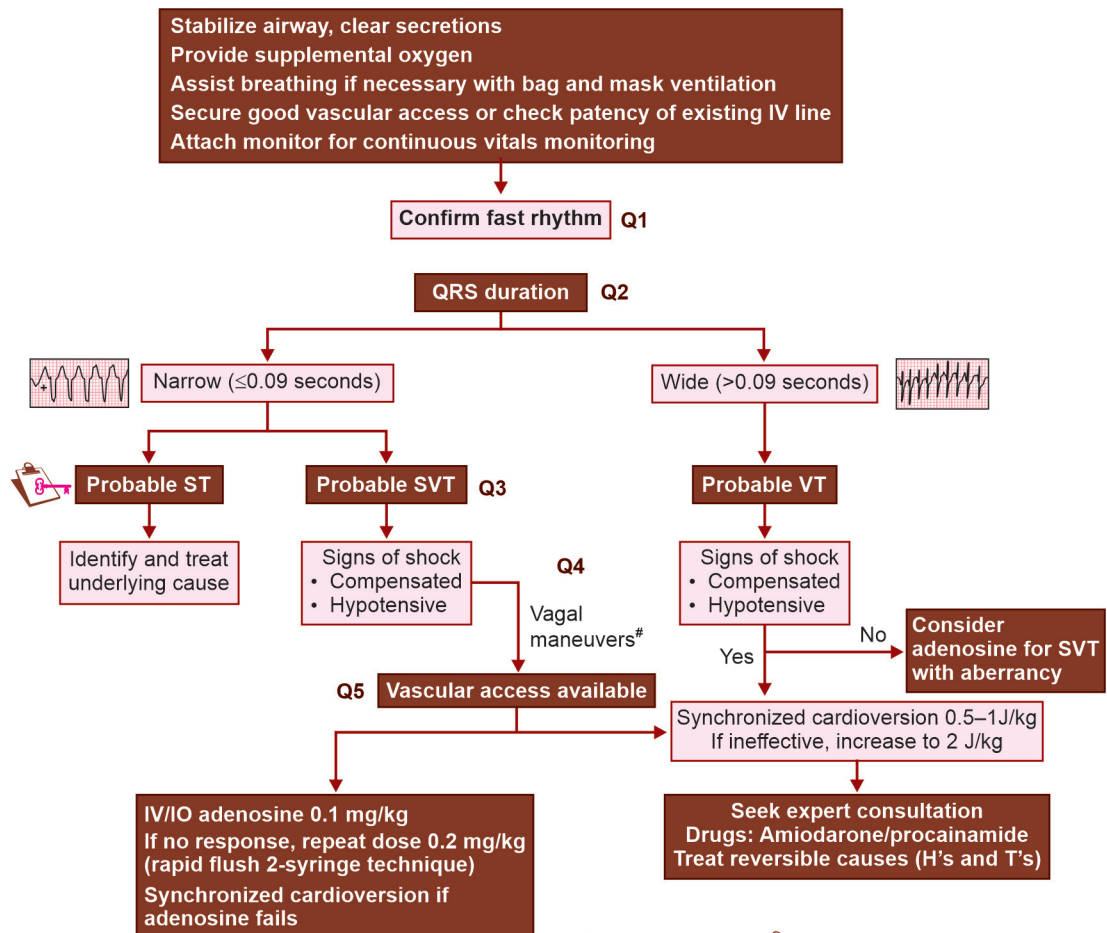 Stabilize airway, clear secretions
Provide supplemental oxygen
Assist breathing if necessary with bag and mask ventilation
Secure good vascular access or check patency of existing IV line
Attach monitor for continuous vitals monitoring
Confirm fast rhythm
Q1
QRS duration
Q2
Narrow (≤0.09 seconds)
Wide (>0.09 seconds)
Probable ST
Probable SVT
Q3
Probable VT
Identify and treat
underlying cause
Signs of shock
• Compensated
• Hypotensive
Q4
Vagal
maneuvers#
Signs of shock
• Compensated
• Hypotensive
Yes
No
Consider
adenosine for SVT
with aberrancy
Q5
Vascular access available
Synchronized cardioversion 0.5–1J/kg
If ineffective, increase to 2 J/kg
IV/IO adenosine 0.1 mg/kg
If no response, repeat dose 0.2 mg/kg
(rapid flush 2-syringe technique)
Synchronized cardioversion if
adenosine fails
Seek expert consultation
Drugs: Amiodarone/procainamide
Treat reversible causes (H's and T's)